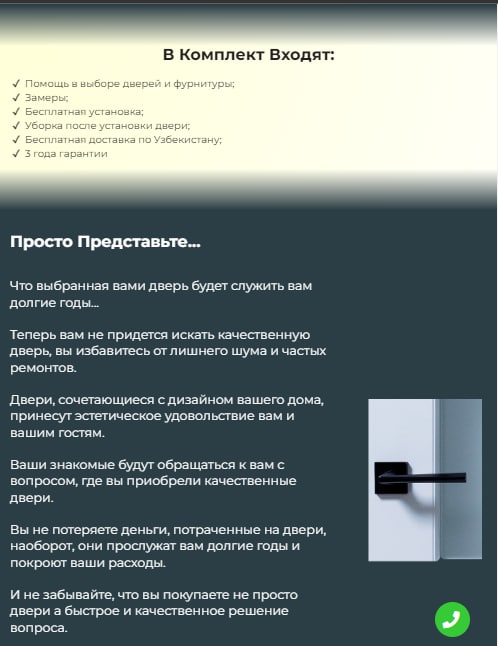 В Комплект Входят:
✓ Помощь в выборе дверей и фурнитуры;
✓ Замеры;
✓ Бесплатная установка;
✓ Уборка после установки двери;
✓ Бесплатная доставка по Узбекистану;
✓ 3 года гарантии
Просто Представьте...
Что выбранная вами дверь будет служить вам
долгие годы...
Теперь вам не придется искать качественную
дверь, вы избавитесь от лишнего шума и частых
ремонтов.
Двери, сочетающиеся с дизайном вашего дома,
принесут эстетическое удовольствие вам и
вашим гостям.
Ваши знакомые будут обращаться к вам с
вопросом, где вы приобрели качественные
двери.
Вы не потеряете деньги, потраченные на двери,
наоборот, они прослужат вам долгие годы и
покроют ваши расходы.
И не забывайте, что вы покупаете не просто
двери а быстрое и качественное решение
вопроса.